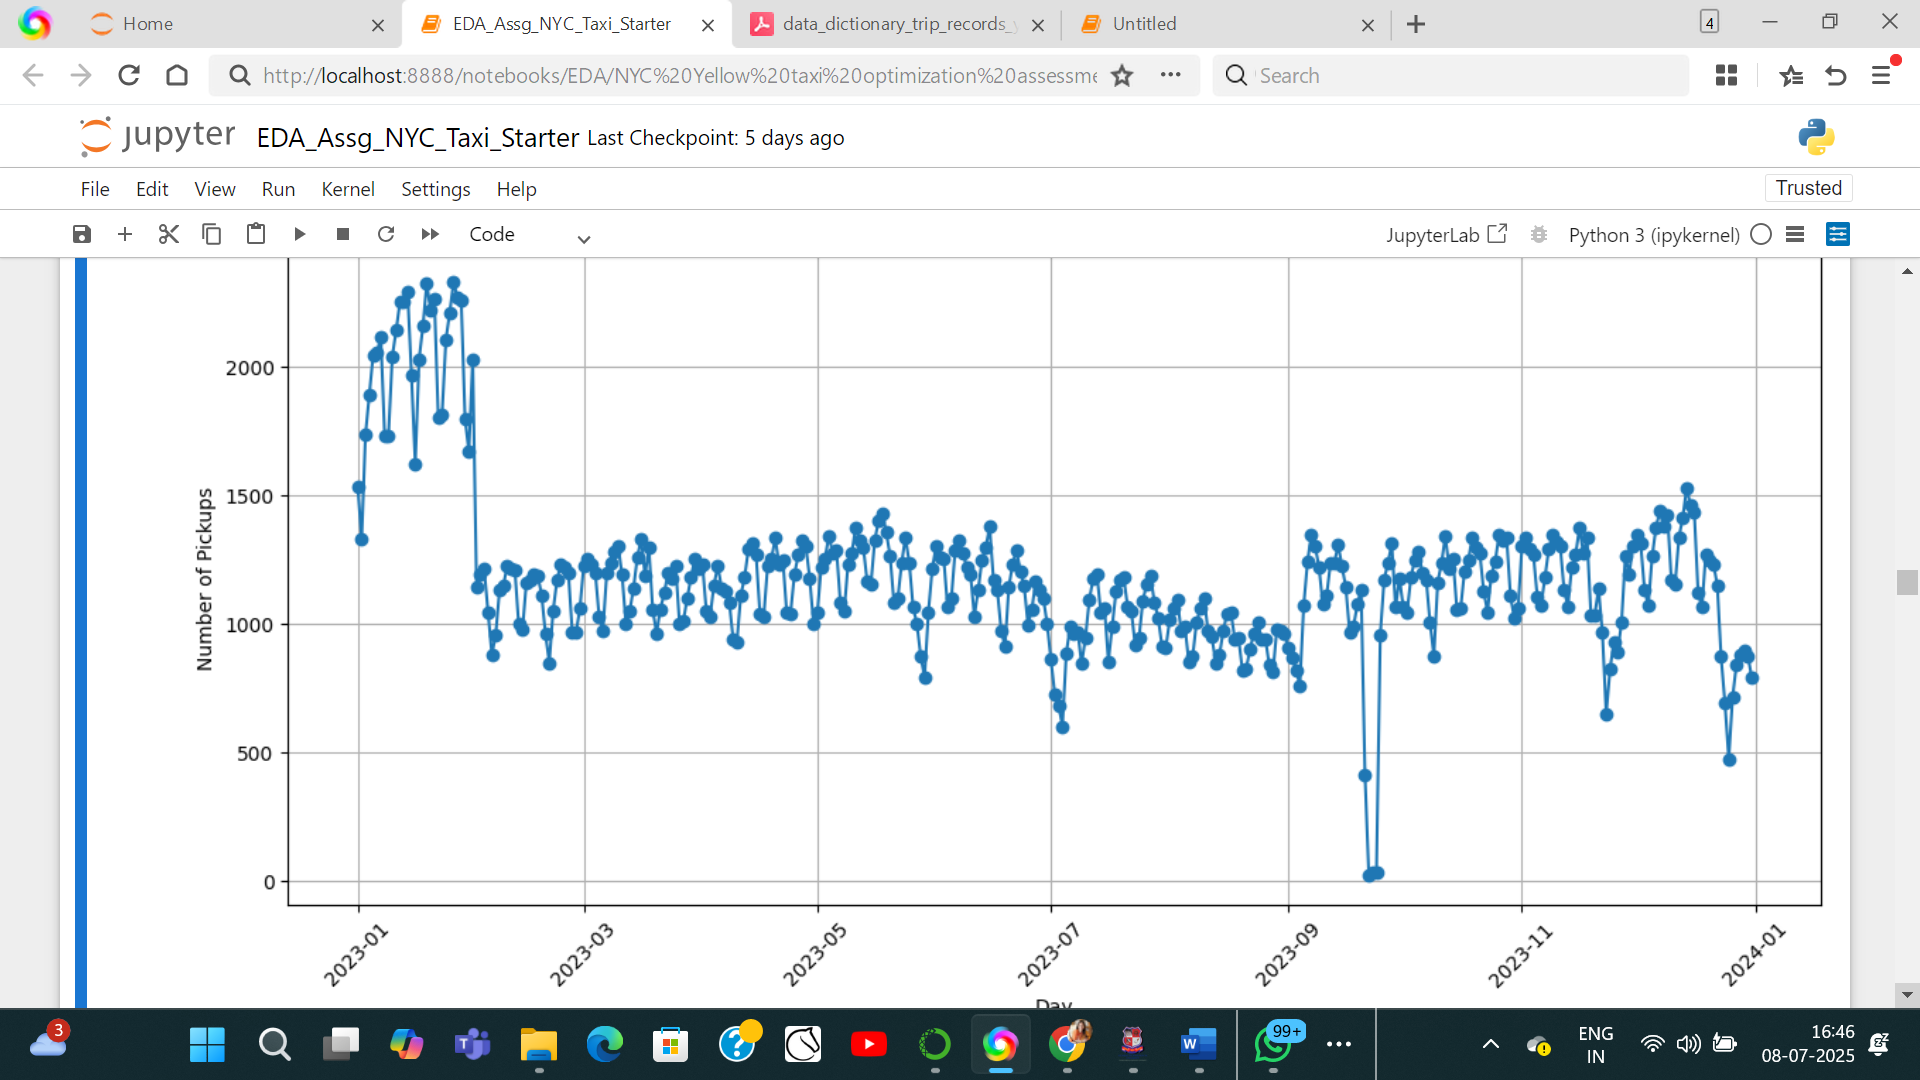 Home
EDA_Assg_NYC_Taxi_Starter
data_dictionary_trip_records_y
Untitled
4
http://localhost:8888/notebooks/EDA/NYC%20Yellow%20taxi%20optimization%20assessme
Search
jupyter EDA_Assg_NYC_Taxi_Starter Last Checkpoint: 5 days ago
File Edit View Run Kernel Settings Help
Trusted
Code
JupyterLab
Python 3 (ipykernel)
Number of Pickups
2000
1500
1000
500
0
2023-01
2023-03
2023-05
2023-07
2023-09
2023-11
2024-01
Day
3
99+
ENG
IN
16:46
08-07-2025